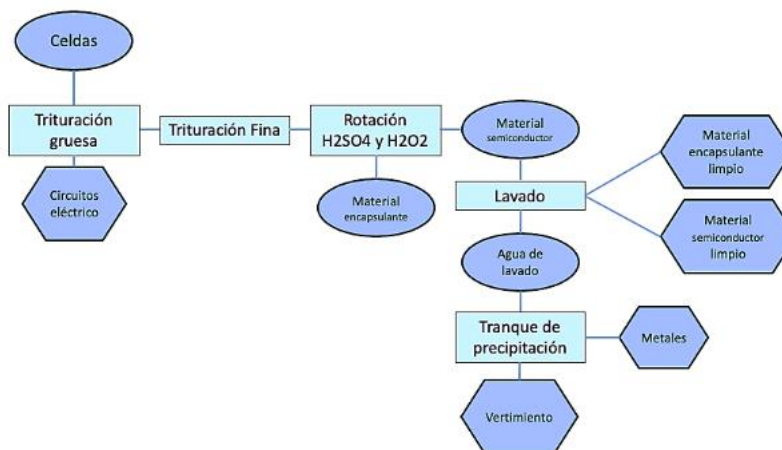 Celdas
Trituración
gruesa
Trituración Fina
Rotación
H2SO4 y H2O2
Material
semiconductor
Circuitos
eléctrico
Material
encapsulante
Lavado
Material
encapsulante
limpio
Material
semiconductor
limpio
Agua de
lavado
Tranque de
precipitación
Metales
Vertimiento